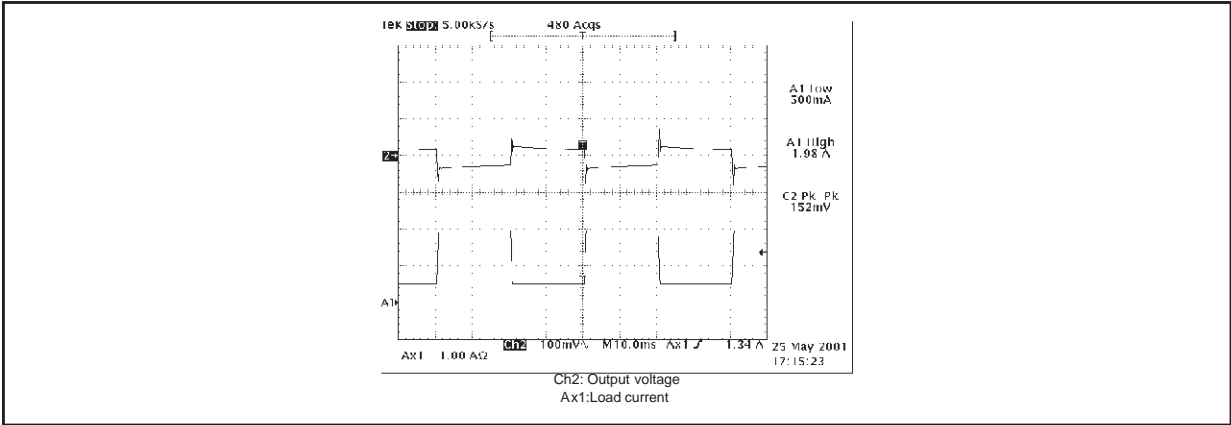 Tek Stop: 5.00kS/s 480 Acqs
A1 Low
500mA
A1 High
1.98 A
2
C2 Pk-Pk
152mV
A1
Ch2 100mV M10.0ms Ax1 1.34 A
Ax1 1.00 AΩ
25 May 2001
17:15:23
Ch2: Output voltage
Ax1:Load current